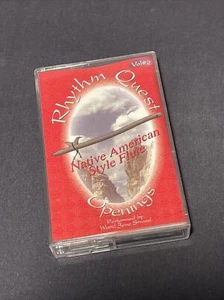 Vol
Rhythm Quest
Native American
Style Flute
Openings
Performed by